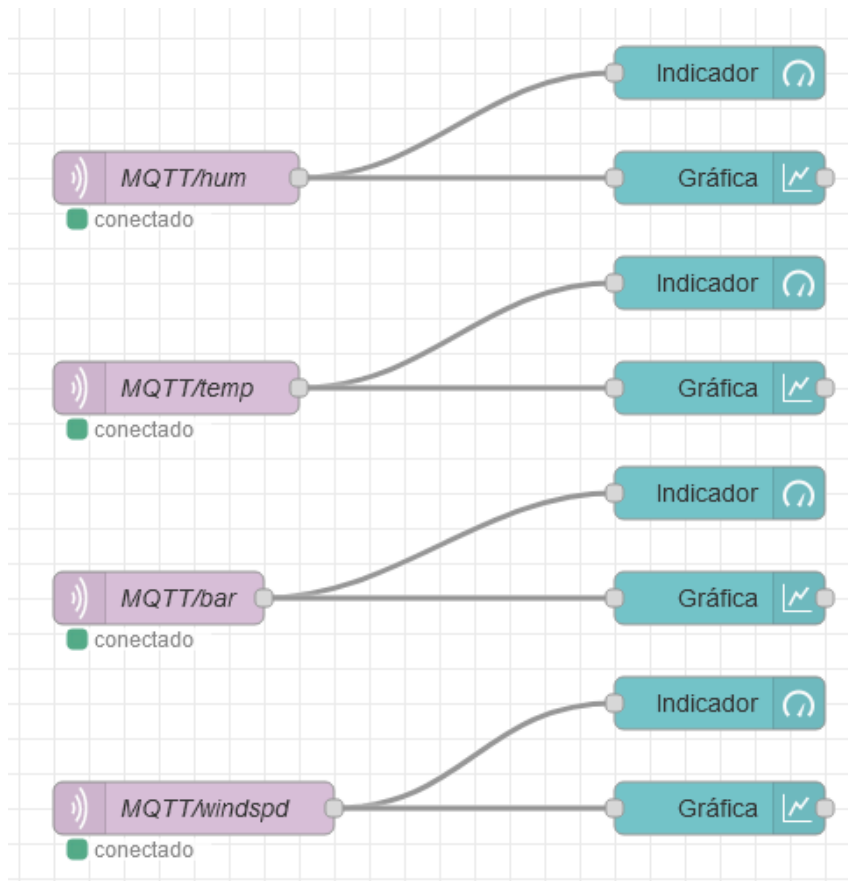 Indicador
MQTT/hum
Gráfica
conectado
Indicador
MQTT/temp
Gráfica
conectado
Indicador
MQTT/bar
Gráfica
conectado
Indicador
MQTT/windspd
Gráfica
conectado